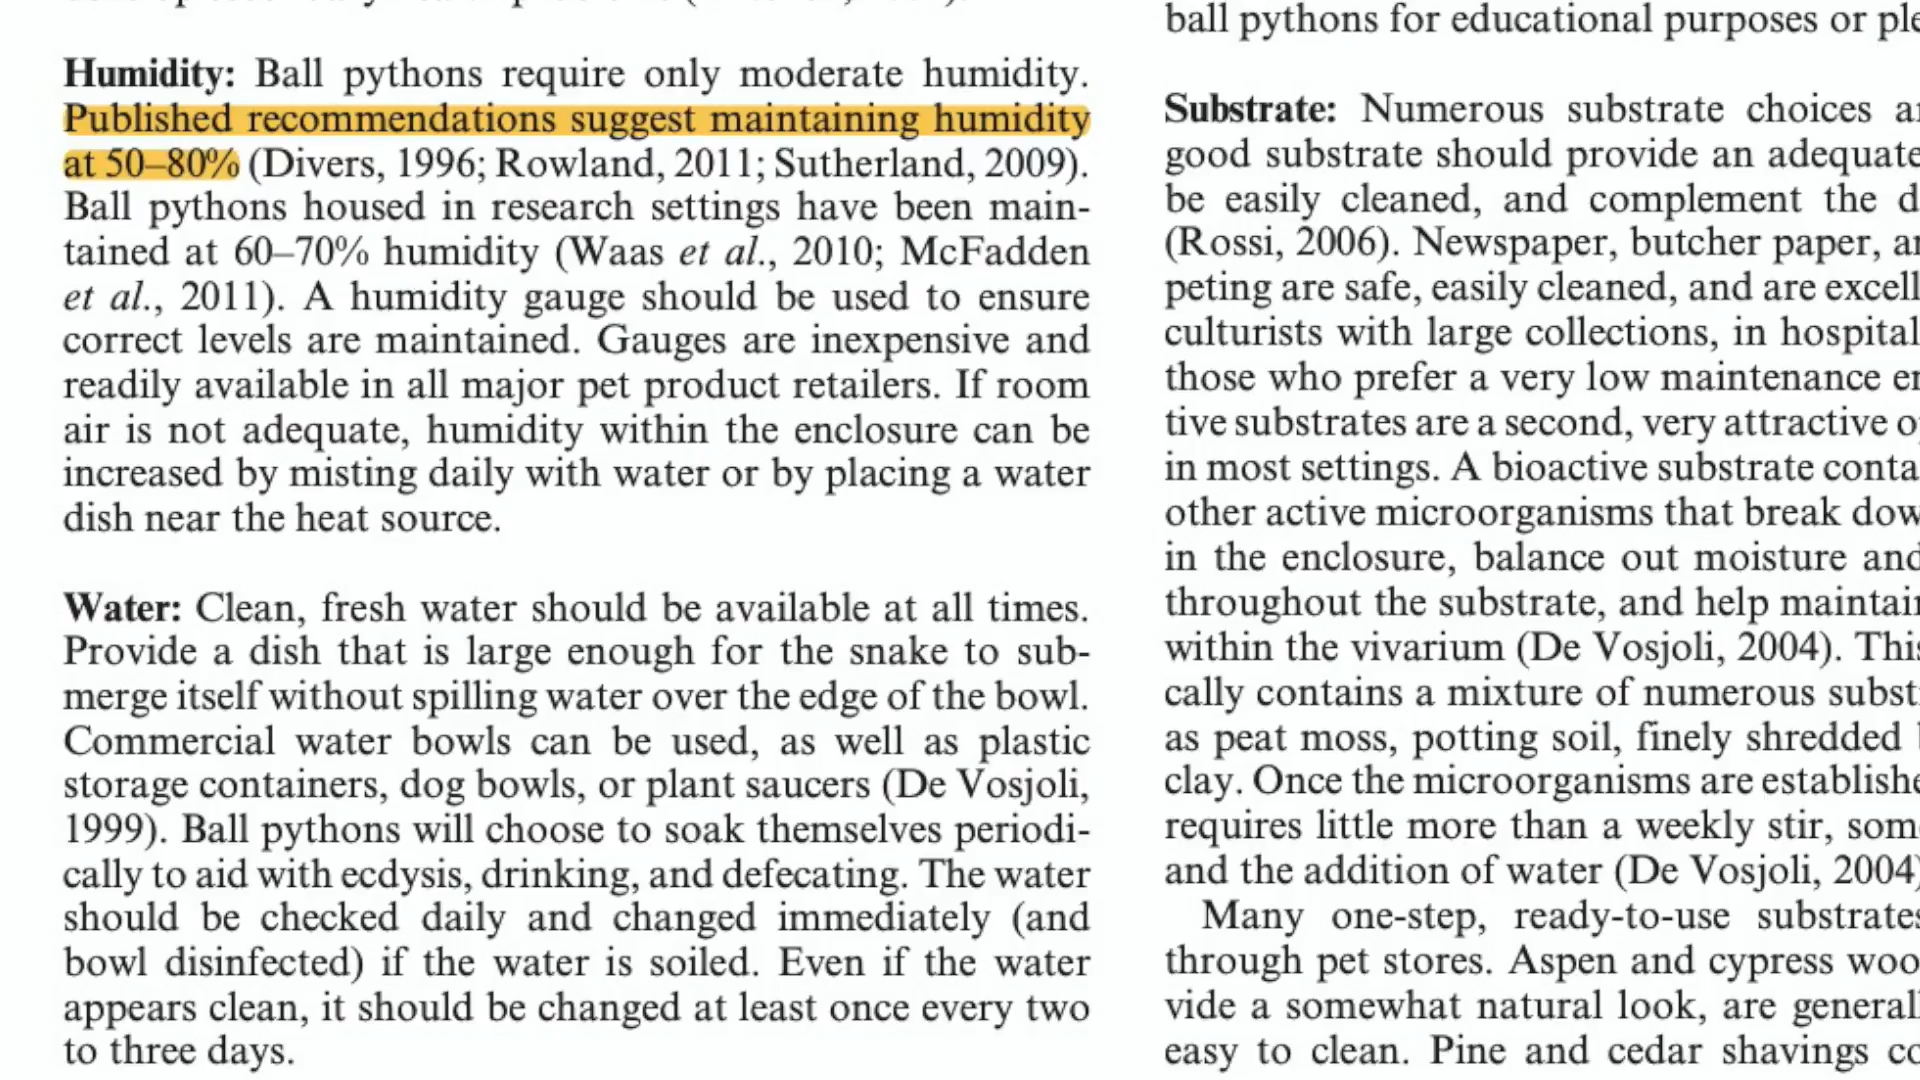 Humidity: Ball pythons require only moderate humidity.
Published recommendations suggest maintaining humidity
at 50–80% (Divers, 1996; Rowland, 2011; Sutherland, 2009).
Ball pythons housed in research settings have been main-
tained at 60–70% humidity (Waas et al., 2010; McFadden
et al., 2011). A humidity gauge should be used to ensure
correct levels are maintained. Gauges are inexpensive and
readily available in all major pet product retailers. If room
air is not adequate, humidity within the enclosure can be
increased by misting daily with water or by placing a water
dish near the heat source.
Water: Clean, fresh water should be available at all times.
Provide a dish that is large enough for the snake to sub-
merge itself without spilling water over the edge of the bowl.
Commercial water bowls can be used, as well as plastic
storage containers, dog bowls, or plant saucers (De Vosjoli,
1999). Ball pythons will choose to soak themselves periodi-
cally to aid with ecdysis, drinking, and defecating. The water
should be checked daily and changed immediately (and
bowl disinfected) if the water is soiled. Even if the water
appears clean, it should be changed at least once every two
to three days.
ball pythons for educational purposes or
Substrate: Numerous substrate choices
good substrate should provide an adequate
be easily cleaned, and complement the
(Rossi, 2006). Newspaper, butcher paper,
peting are safe, easily cleaned, and are
culturists with large collections, in hospital
those who prefer a very low maintenance
tive substrates are a second, very attractive
in most settings. A bioactive substrate
other active microorganisms that break
in the enclosure, balance out moisture and
throughout the substrate, and help
within the vivarium (De Vosjoli, 2004).
cally contains a mixture of numerous
as peat moss, potting soil, finely shredded
clay. Once the microorganisms are
requires little more than a weekly stir,
and the addition of water (De Vosjoli, 2004)
Many one-step, ready-to-use substrates
through pet stores. Aspen and cypress
vide a somewhat natural look, are
easy to clean. Pine and cedar shavings